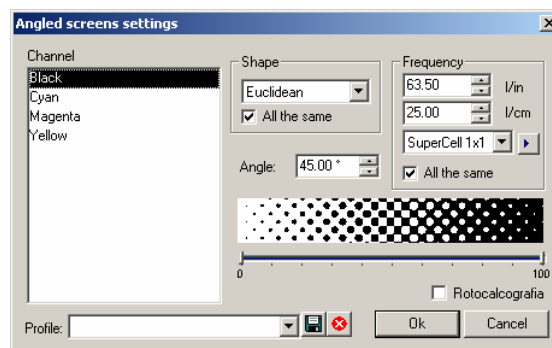 Angled screens settings
Channel
Black
Cyan
Magenta
Yellow
Shape
Euclidean
All the same
Angle: 45.00 °
Frequency
63.50 l/in
25.00 l/cm
SuperCell 1x1
All the same
0 100
Rotocalcografia
Profile:
Ok Cancel